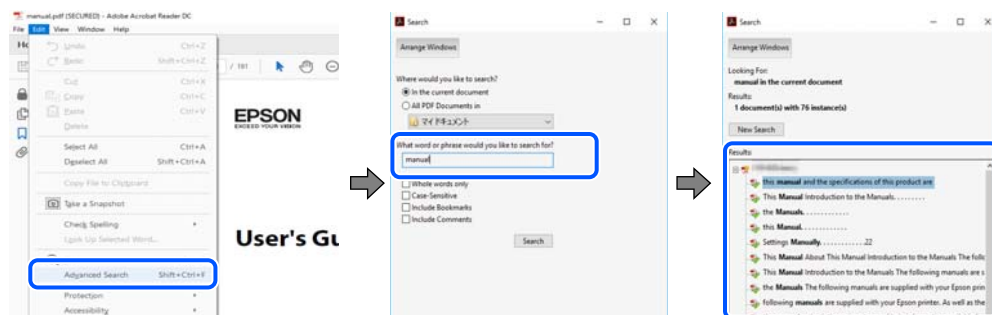 manual.pdf (SECURED) - Adobe Acrobat Reader DC
File Edit View Window Help
Undo Ctrl+Z
Redo Shift+Ctrl+Z
Cut Ctrl+X
Copy Ctrl+C
Paste Ctrl+V
Delete
Select All Ctrl+A
Deselect All Shift+Ctrl+A
Copy File to Clipboard
Take a Snapshot
Check Spelling
Look Up Selected Word...
Advanced Search Shift+Ctrl+F
Protection
Accessibility
/ 181
EPSON
EXCEED YOUR VISION
User's Gu
Search
Arrange Windows
Where would you like to search?
In the current document
All PDF Documents in
マイ ドキュメント
What word or phrase would you like to search for?
manual
Whole words only
Case-Sensitive
Include Bookmarks
Include Comments
Search
Search
Arrange Windows
Looking For:
manual in the current document
Results:
1 document(s) with 76 instance(s)
New Search
Results:
this manual and the specifications of this product are
This Manual Introduction to the Manuals.........
the Manuals............
this Manual............
Settings Manually............22
This Manual About This Manual Introduction to the Manuals The follo
This Manual Introduction to the Manuals The following manuals are s
the Manuals The following manuals are supplied with your Epson prin
following manuals are supplied with your Epson printer. As well as the